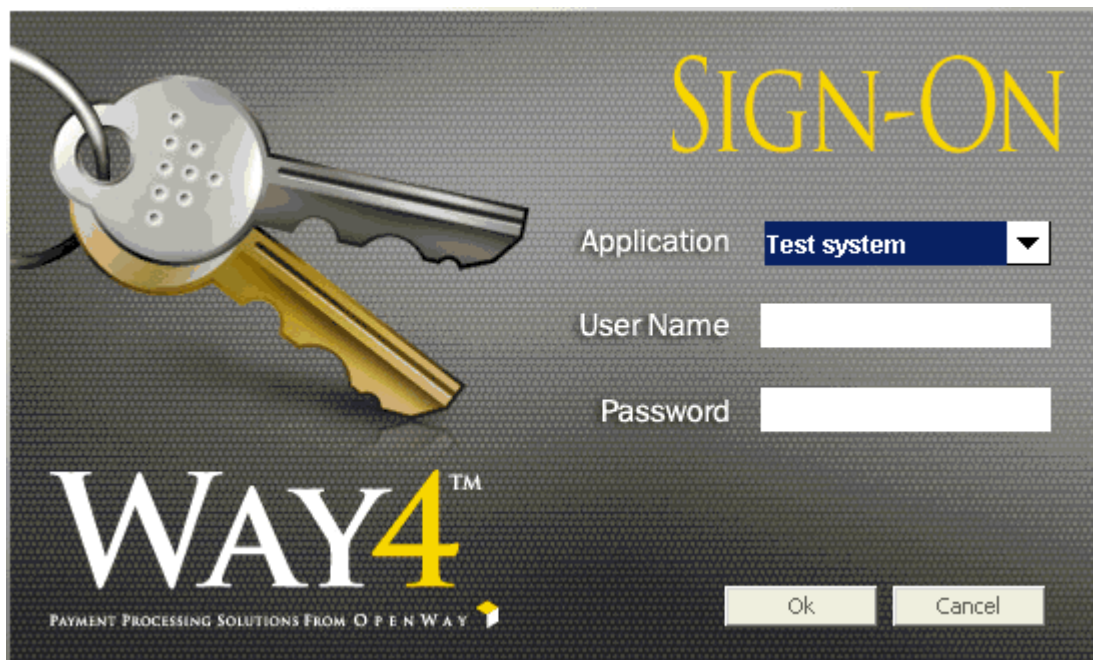 SIGN-ON
Application Test system
User Name
Password
WAY4™
PAYMENT PROCESSING SOLUTIONS FROM OPENWAY
Ok Cancel